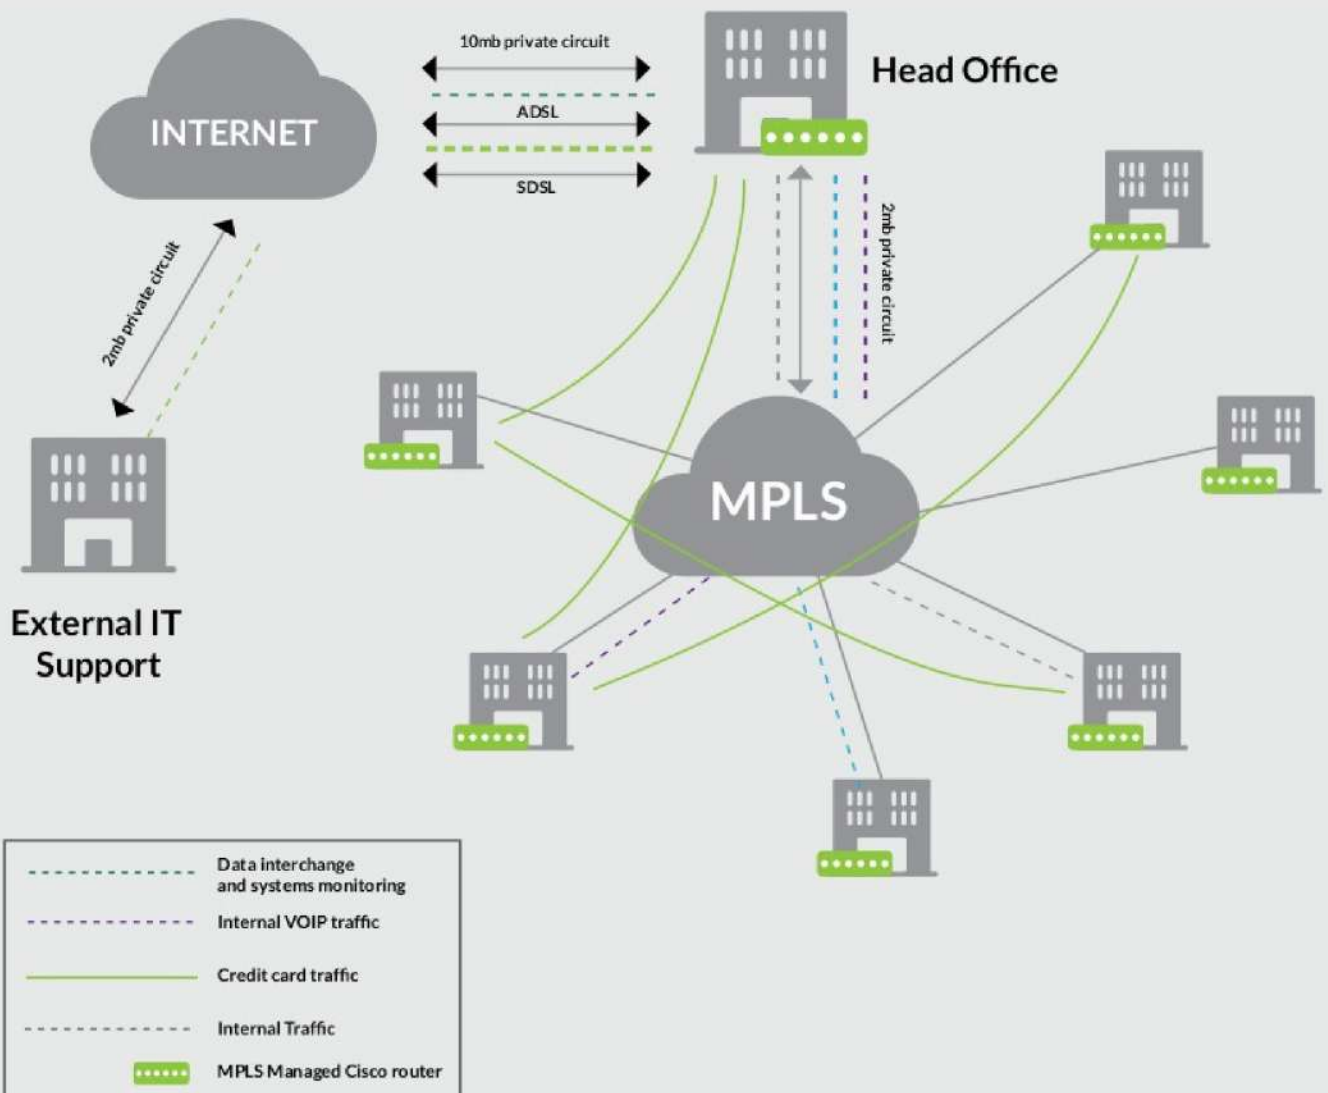 10mb private circuit
INTERNET
ADSL
SDSL
Head Office
2mb private circuit
2mb private circuit
MPLS
External IT
Support
Data interchange
and systems monitoring
Internal VOIP traffic
Credit card traffic
Internal Traffic
MPLS Managed Cisco router